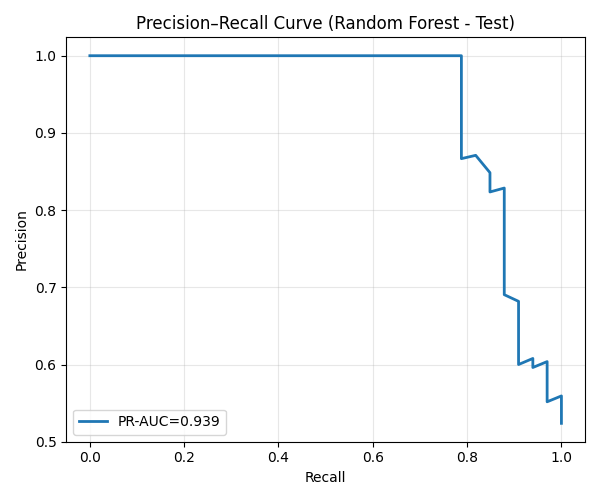 Precision–Recall Curve (Random Forest - Test)
Precision
1.0
0.9
0.8
0.7
0.6
0.5
PR-AUC=0.939
0.0 0.2 0.4 0.6 0.8 1.0
Recall